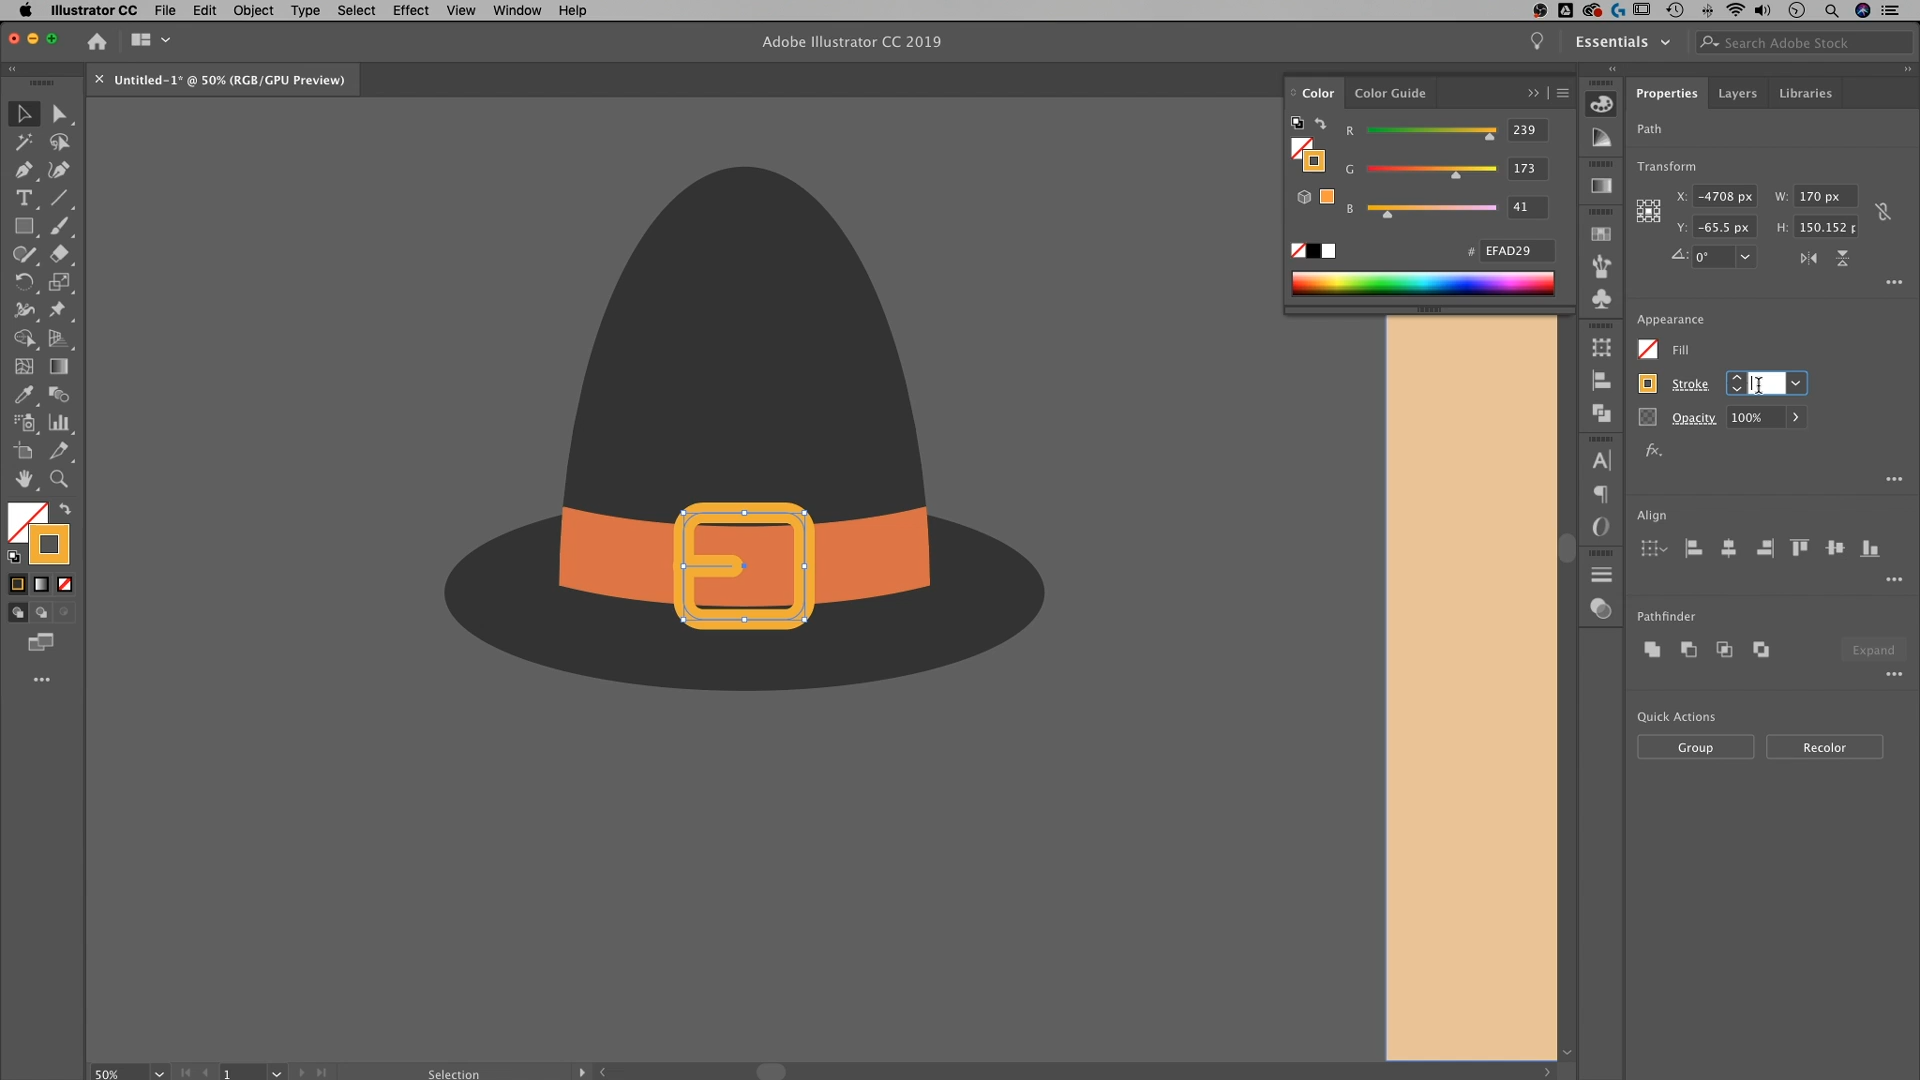 Illustrator CC File Edit Object Type Select Effect View Window Help
Adobe Illustrator CC 2019
Essentials
Search Adobe Stock
Untitled-1* @ 50% (RGB/GPU Preview)
Color Color Guide
R 239
G 173
B 41
# EFAD29
Properties Layers Libraries
Path
Transform
X: -4708 px W: 170 px
Y: -65.5 px H: 150.152 p
0°
Appearance
Fill
Stroke
Opacity 100%
fx.
Align
Pathfinder
Expand
Quick Actions
Group Recolor
50% 1 Selection